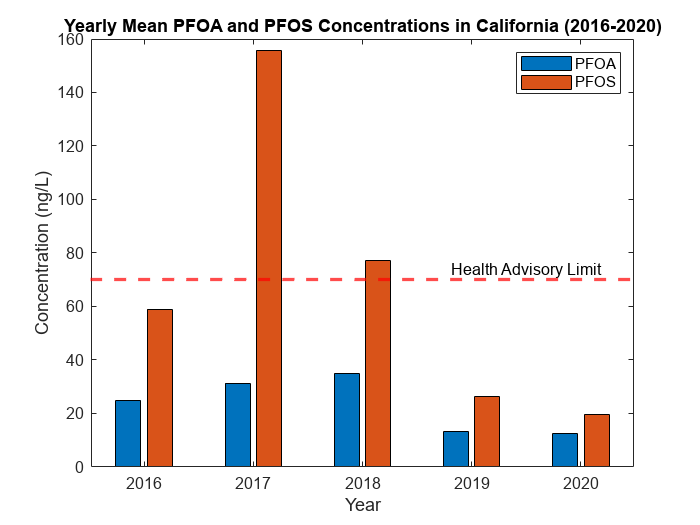 Yearly Mean PFOA and PFOS Concentrations in California (2016-2020)
160
140
120
100
80
60
40
20
0
Concentration (ng/L)
PFOA
PFOS
Health Advisory Limit
2016 2017 2018 2019 2020
Year